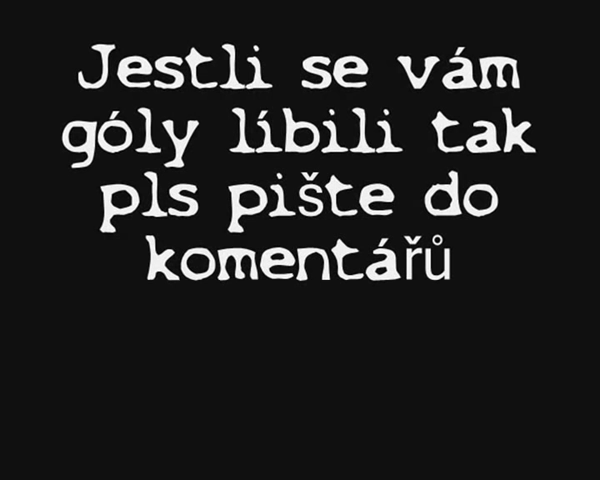 Jestli se vám
góly líbili tak
pls pište do
komentářů